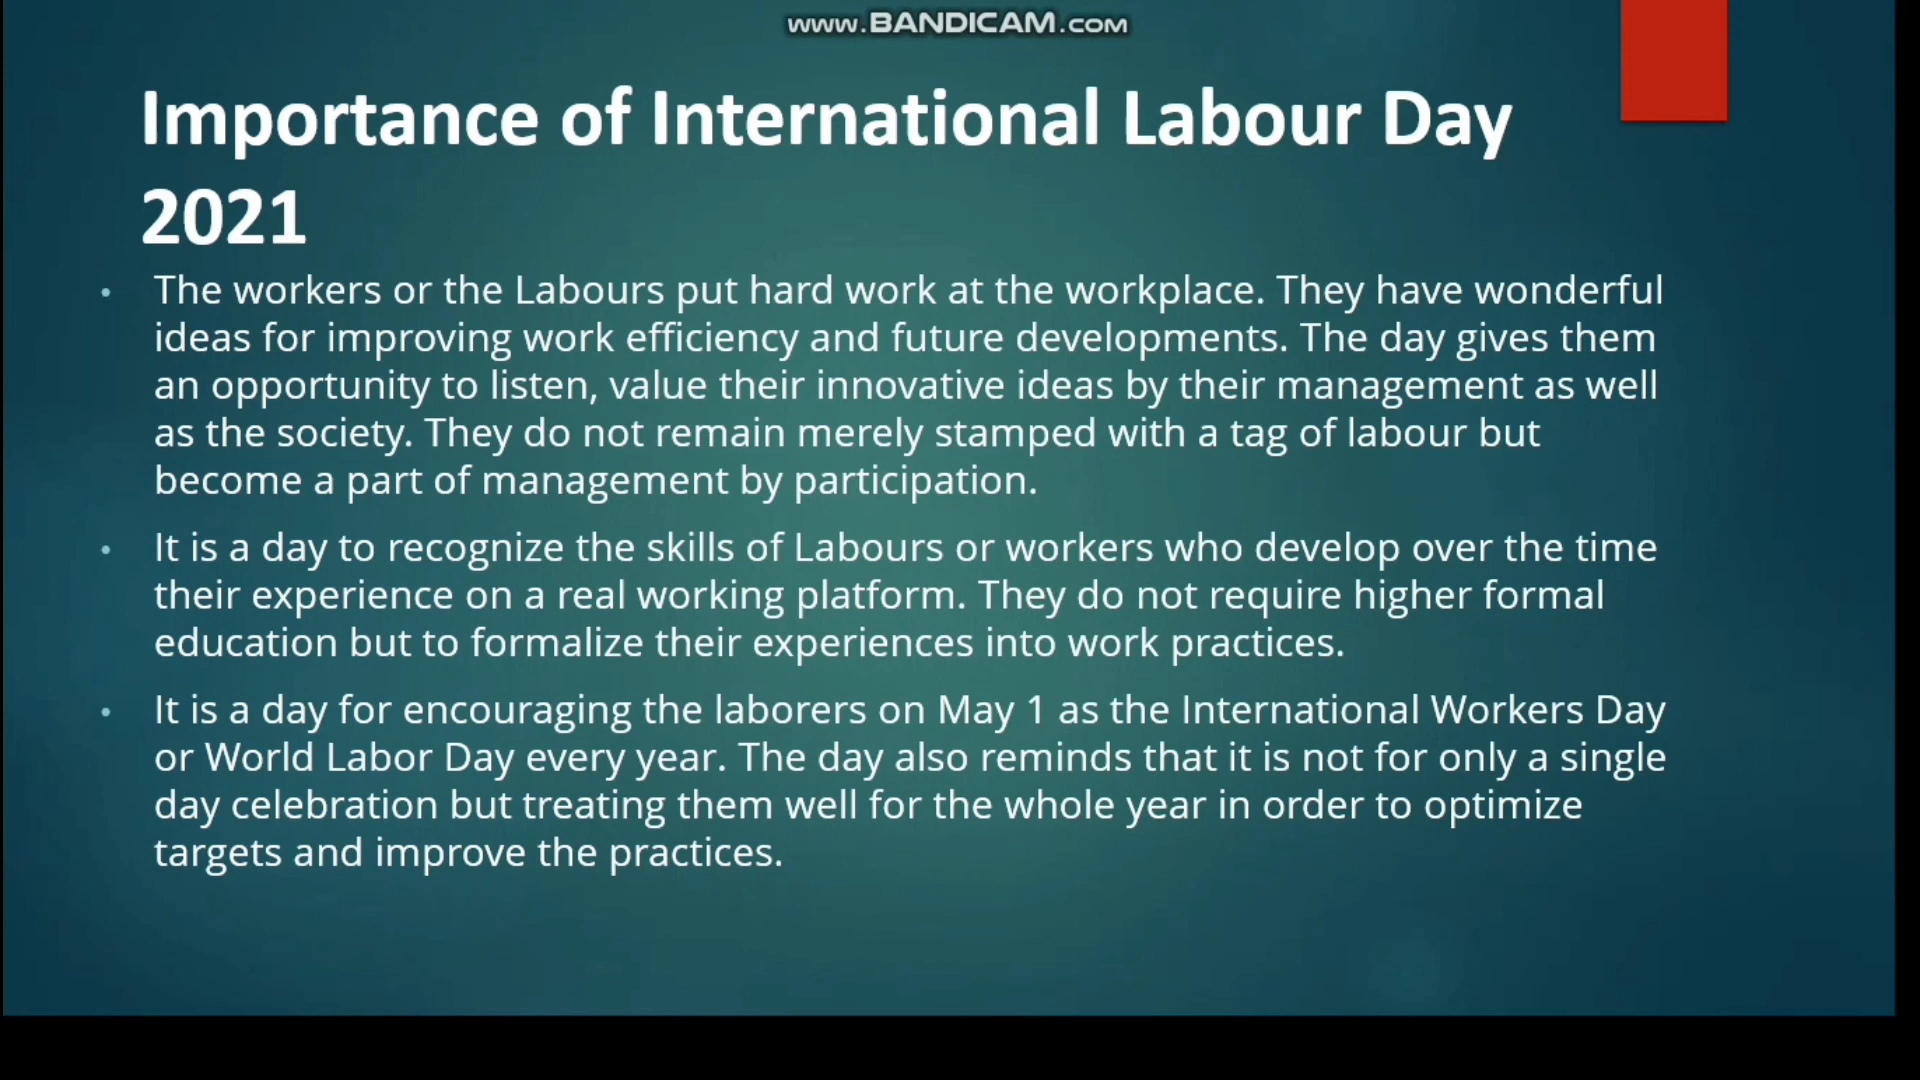 www.BANDICAM.com
Importance of International Labour Day
2021
• The workers or the Labours put hard work at the workplace. They have wonderful
ideas for improving work efficiency and future developments. The day gives them
an opportunity to listen, value their innovative ideas by their management as well
as the society. They do not remain merely stamped with a tag of labour but
become a part of management by participation.
• It is a day to recognize the skills of Labours or workers who develop over the time
their experience on a real working platform. They do not require higher formal
education but to formalize their experiences into work practices.
• It is a day for encouraging the laborers on May 1 as the International Workers Day
or World Labor Day every year. The day also reminds that it is not for only a single
day celebration but treating them well for the whole year in order to optimize
targets and improve the practices.